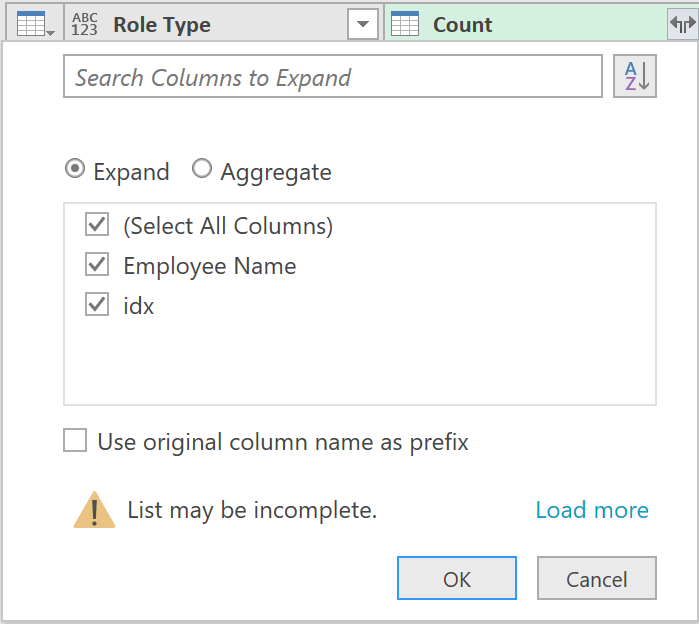 ABC
123
Role Type
Count
Search Columns to Expand
A
Z
Expand
Aggregate
(Select All Columns)
Employee Name
idx
Use original column name as prefix
List may be incomplete.
Load more
OK
Cancel